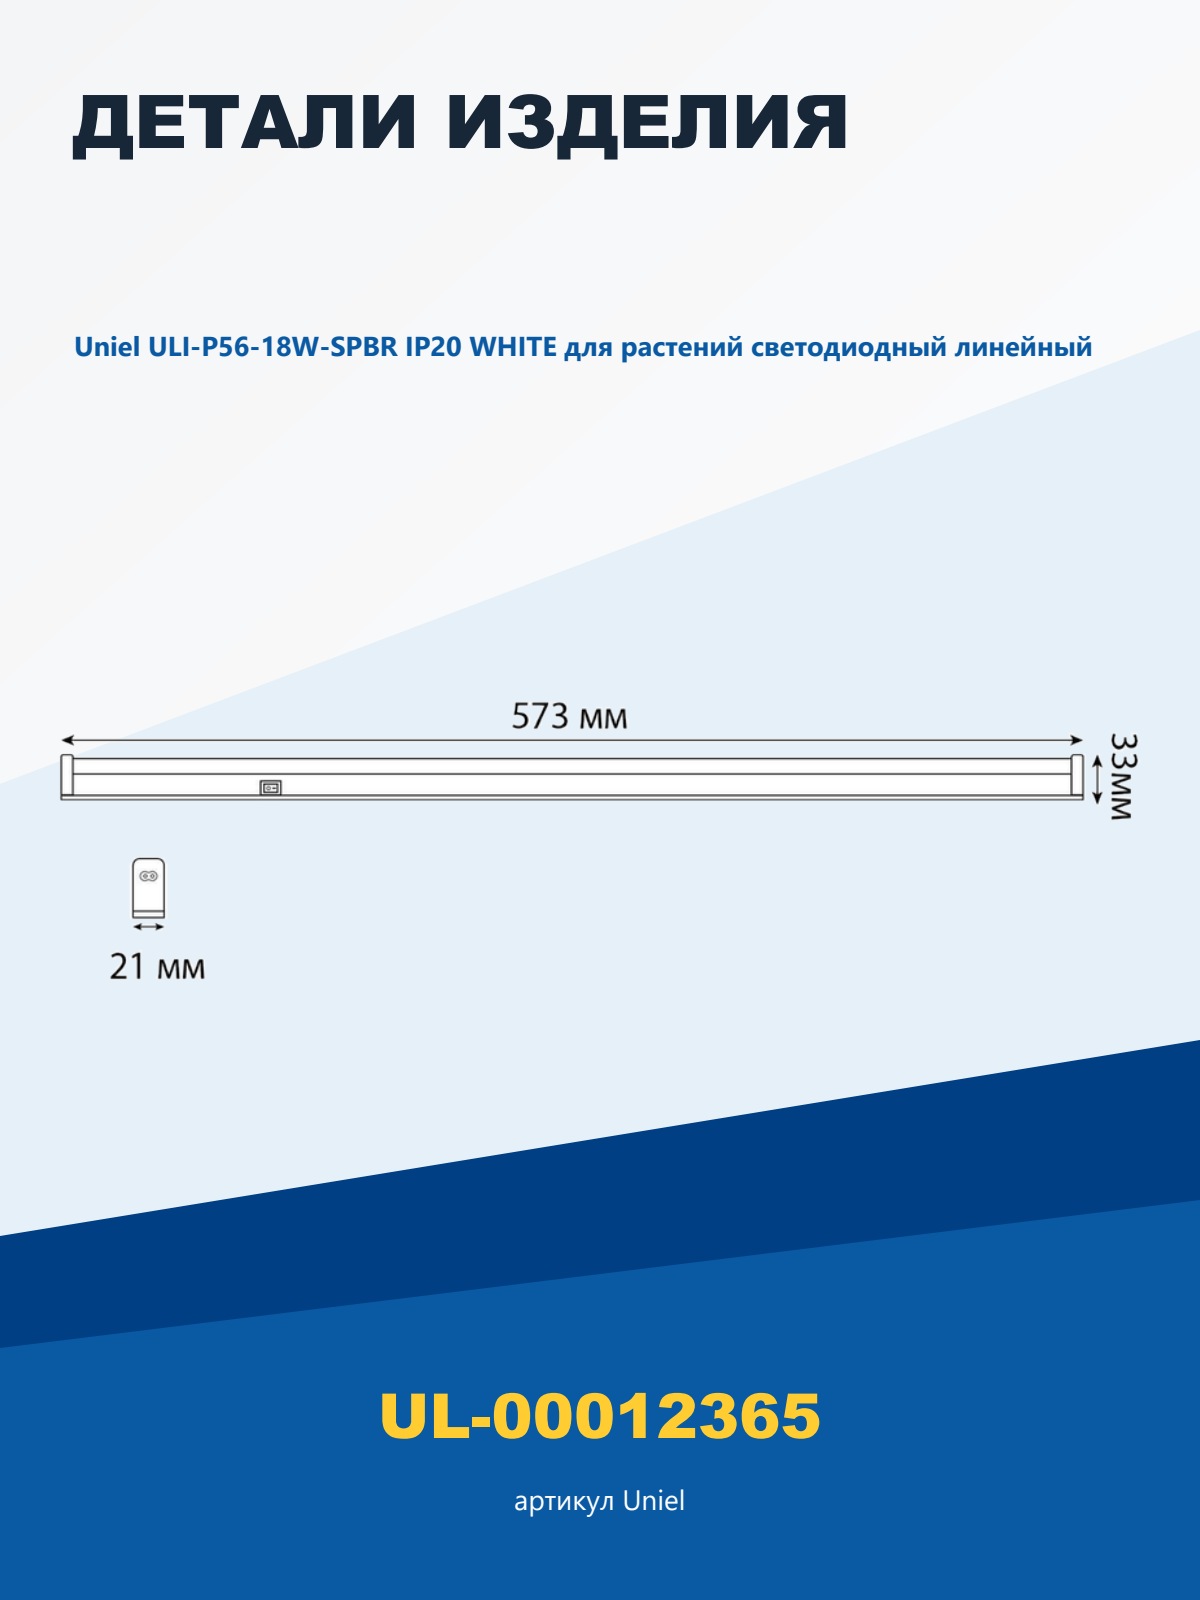 ДЕТАЛИ ИЗДЕЛИЯ
Uniel ULI-P56-18W-SPBR IP20 WHITE для растений светодиодный линейный
573 мм
33мм
21 мм
UL-00012365
артикул Uniel